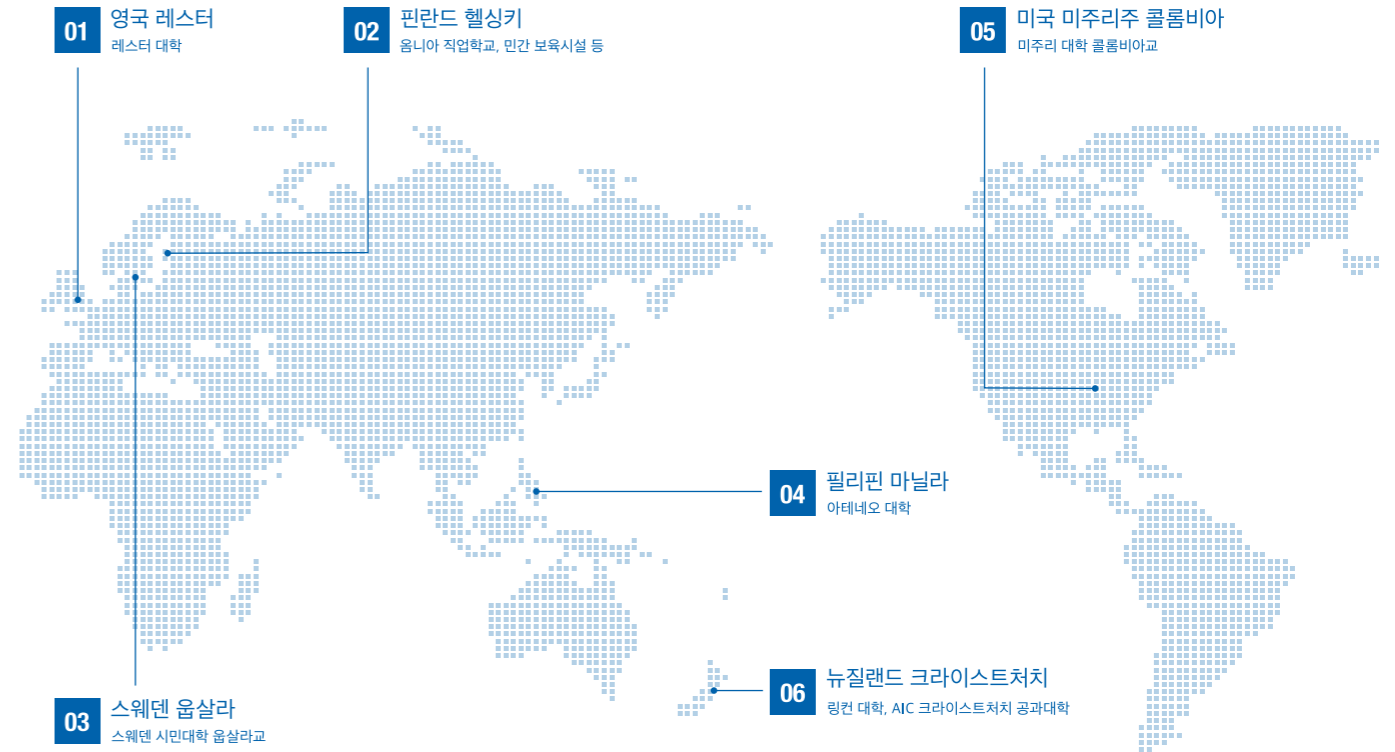 01
영국 레스터
레스터 대학
02
핀란드 헬싱키
옴니아 직업학교, 민간 보육시설 등
05
미국 미주리주 콜롬비아
미주리 대학 콜롬비아교
04
필리핀 마닐라
아테네오 대학
03
스웨덴 웁살라
스웨덴 시민대학 웁살라교
06
뉴질랜드 크라이스트처치
링컨 대학, AIC 크라이스트처치 공과대학